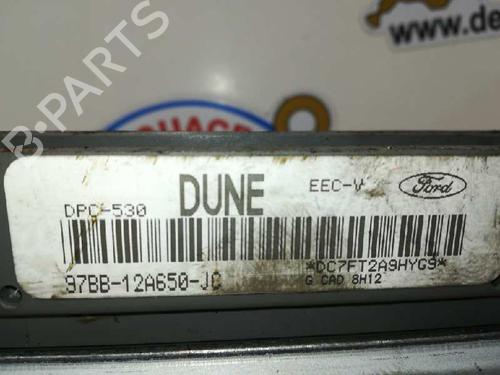 www.de
B-PARTS
DUNE
EEC-V
Ford
DPC-530
97BB-12A650-JC
*DC7FT2A9HYG9*
G CAD 8H12